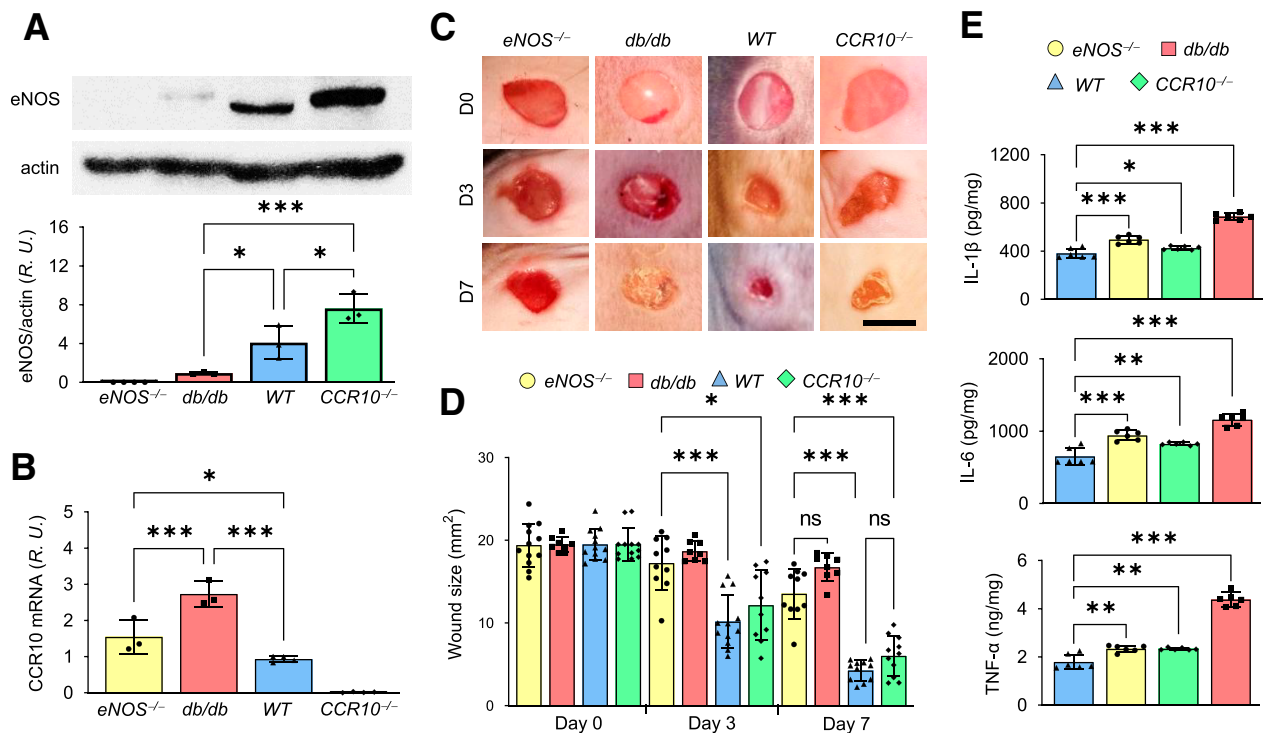 A
eNOS
actin
***
* *
16
12
8
4
0
eNOS/actin (R. U.)
eNOS–/– db/db WT CCR10–/–
B
*
*** ***
5
4
3
2
1
0
CCR10 mRNA (R. U.)
eNOS–/– db/db WT CCR10–/–
C
eNOS–/– db/db WT CCR10–/–
D0
D3
D7
D
eNOS–/– db/db WT CCR10–/–
* ***
*** ***
ns ns
30
20
10
0
Wound size (mm2)
Day 0 Day 3 Day 7
E
eNOS–/– db/db
WT CCR10–/–
***
*
***
1200
800
400
0
IL-1β (pg/mg)
***
**
***
2000
1000
0
IL-6 (pg/mg)
***
**
**
6
4
2
0
TNF-α (ng/mg)